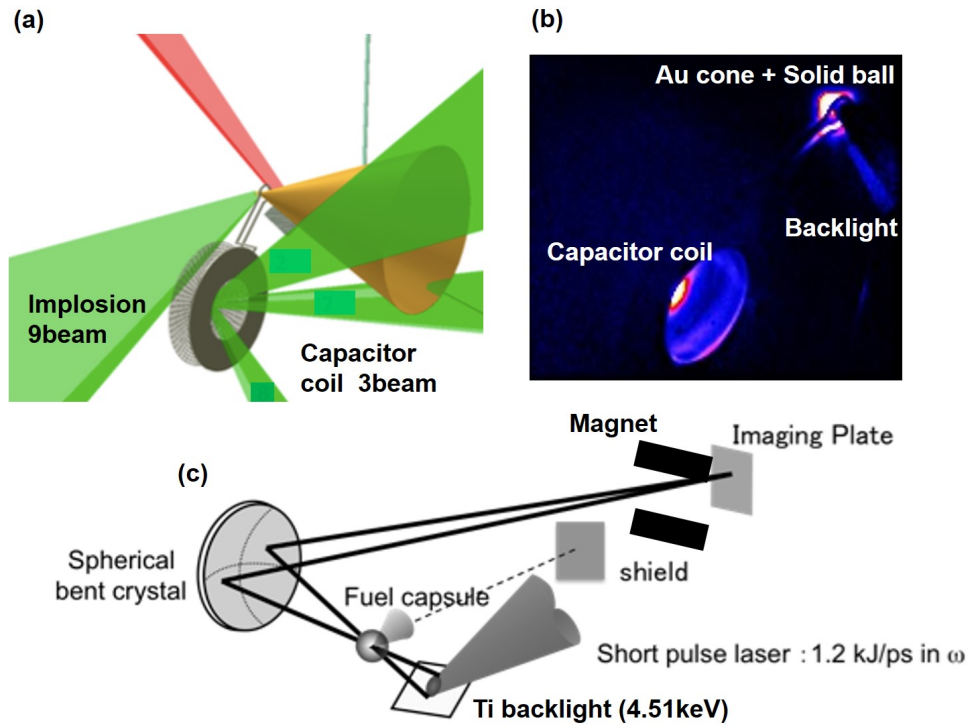 (a)
Implosion
9beam
Capacitor
coil 3beam
(b)
Au cone + Solid ball
Backlight
Capacitor coil
(c)
Magnet
Imaging Plate
Spherical
bent crystal
Fuel capsule
shield
Short pulse laser : 1.2 kJ/ps in ω
Ti backlight (4.51keV)